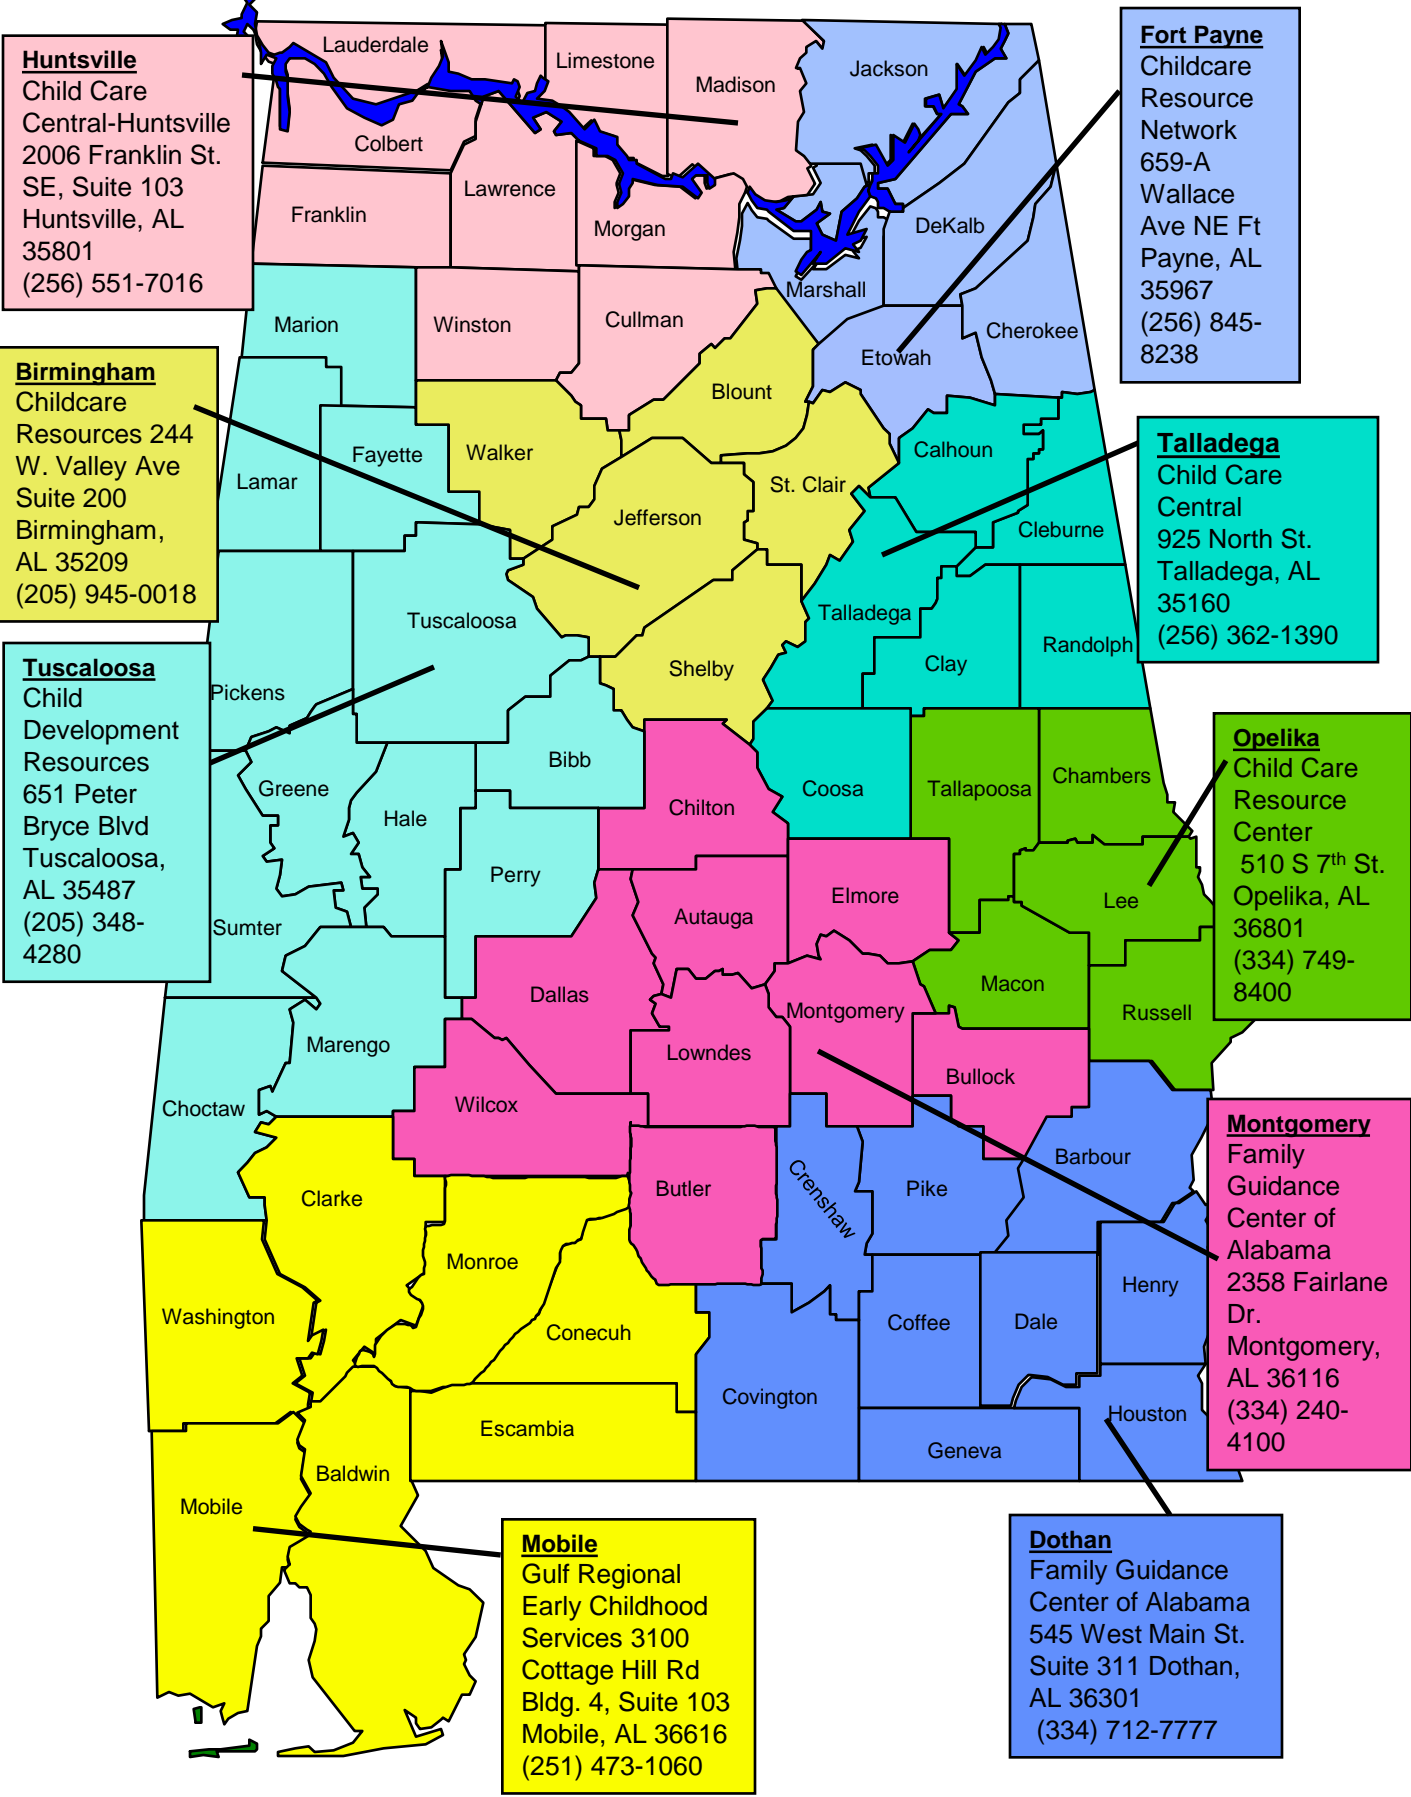 Huntsville
Child Care
Central-Huntsville
2006 Franklin St.
SE, Suite 103
Huntsville, AL
35801
(256) 551-7016
Fort Payne
Childcare
Resource
Network
659-A
Wallace
Ave NE Ft
Payne, AL
35967
(256) 845-
8238
Birmingham
Childcare
Resources 244
W. Valley Ave
Suite 200
Birmingham,
AL 35209
(205) 945-0018
Talladega
Child Care
Central
925 North St.
Talladega, AL
35160
(256) 362-1390
Tuscaloosa
Child
Development
Resources
651 Peter
Bryce Blvd
Tuscaloosa,
AL 35487
(205) 348-
4280
Opelika
Child Care
Resource
Center
510 S 7th St.
Opelika, AL
36801
(334) 749-
8400
Montgomery
Family
Guidance
Center of
Alabama
2358 Fairlane
Dr.
Montgomery,
AL 36116
(334) 240-
4100
Mobile
Gulf Regional
Early Childhood
Services 3100
Cottage Hill Rd
Bldg. 4, Suite 103
Mobile, AL 36616
(251) 473-1060
Dothan
Family Guidance
Center of Alabama
545 West Main St.
Suite 311 Dothan,
AL 36301
(334) 712-7777
Lauderdale
Limestone
Madison
Jackson
Colbert
Lawrence
Franklin
Morgan
DeKalb
Marshall
Marion
Winston
Cullman
Cherokee
Etowah
Blount
Walker
Fayette
Lamar
Calhoun
St. Clair
Jefferson
Cleburne
Tuscaloosa
Talladega
Randolph
Clay
Shelby
Pickens
Bibb
Greene
Hale
Chilton
Coosa
Tallapoosa
Chambers
Perry
Autauga
Elmore
Lee
Sumter
Dallas
Macon
Montgomery
Russell
Marengo
Lowndes
Bullock
Choctaw
Wilcox
Barbour
Clarke
Butler
Crenshaw
Pike
Monroe
Henry
Washington
Conecuh
Coffee
Dale
Covington
Houston
Escambia
Geneva
Baldwin
Mobile